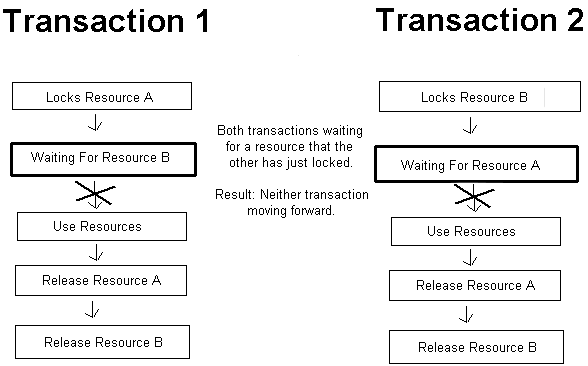 Transaction 1
Transaction 2
Locks Resource A
Waiting For Resource B
Use Resources
Release Resource A
Release Resource B
Both transactions waiting
for a resource that the
other has just locked.
Result: Neither transaction
moving forward.
Locks Resource B
Waiting For Resource A
Use Resources
Release Resource A
Release Resource B